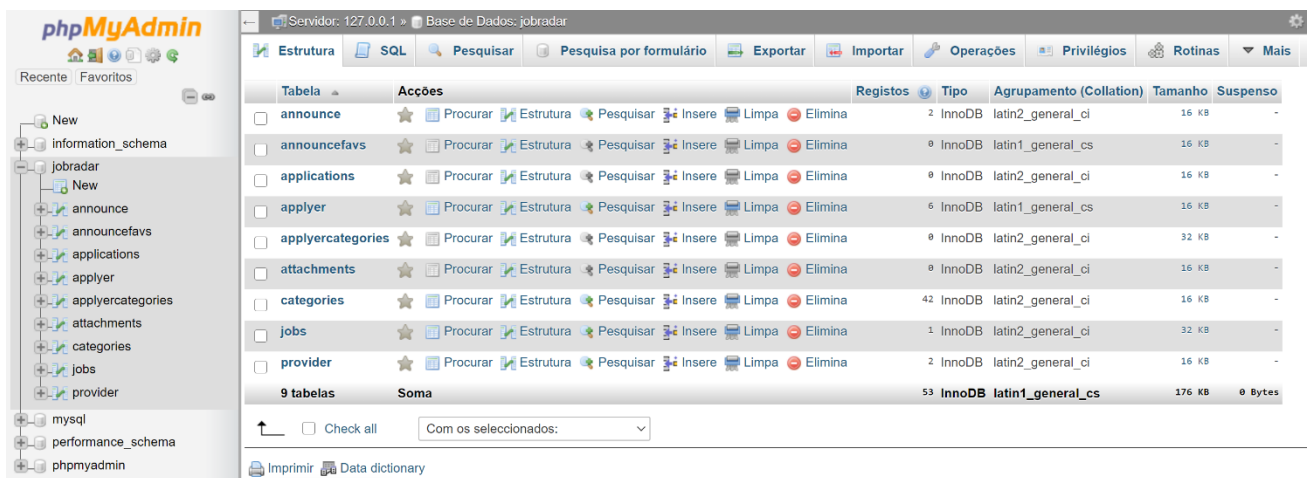 phpMyAdmin
Recente Favoritos
New
information_schema
jobradar
New
announce
announcefavs
applications
applyer
applyercategories
attachments
categories
jobs
provider
mysql
performance_schema
phpmyadmin
Servidor: 127.0.0.1 » Base de Dados: jobradar
Estrutura SQL Pesquisar Pesquisa por formulário Exportar Importar Operações Privilégios Rotinas Mais
Tabela Acções Registos Tipo Agrupamento (Collation) Tamanho Suspenso
announce Procurar Estrutura Pesquisar Insere Limpa Elimina 2 InnoDB latin2_general_ci 16 KB -
announcefavs Procurar Estrutura Pesquisar Insere Limpa Elimina 0 InnoDB latin1_general_cs 16 KB -
applications Procurar Estrutura Pesquisar Insere Limpa Elimina 0 InnoDB latin2_general_ci 16 KB -
applyer Procurar Estrutura Pesquisar Insere Limpa Elimina 6 InnoDB latin1_general_cs 16 KB -
applyercategories Procurar Estrutura Pesquisar Insere Limpa Elimina 0 InnoDB latin2_general_ci 32 KB -
attachments Procurar Estrutura Pesquisar Insere Limpa Elimina 0 InnoDB latin2_general_ci 16 KB -
categories Procurar Estrutura Pesquisar Insere Limpa Elimina 42 InnoDB latin2_general_ci 16 KB -
jobs Procurar Estrutura Pesquisar Insere Limpa Elimina 1 InnoDB latin2_general_ci 32 KB -
provider Procurar Estrutura Pesquisar Insere Limpa Elimina 2 InnoDB latin2_general_ci 16 KB -
9 tabelas Soma 53 InnoDB latin1_general_cs 176 KB 0 Bytes
Check all Com os seleccionados:
Imprimir Data dictionary